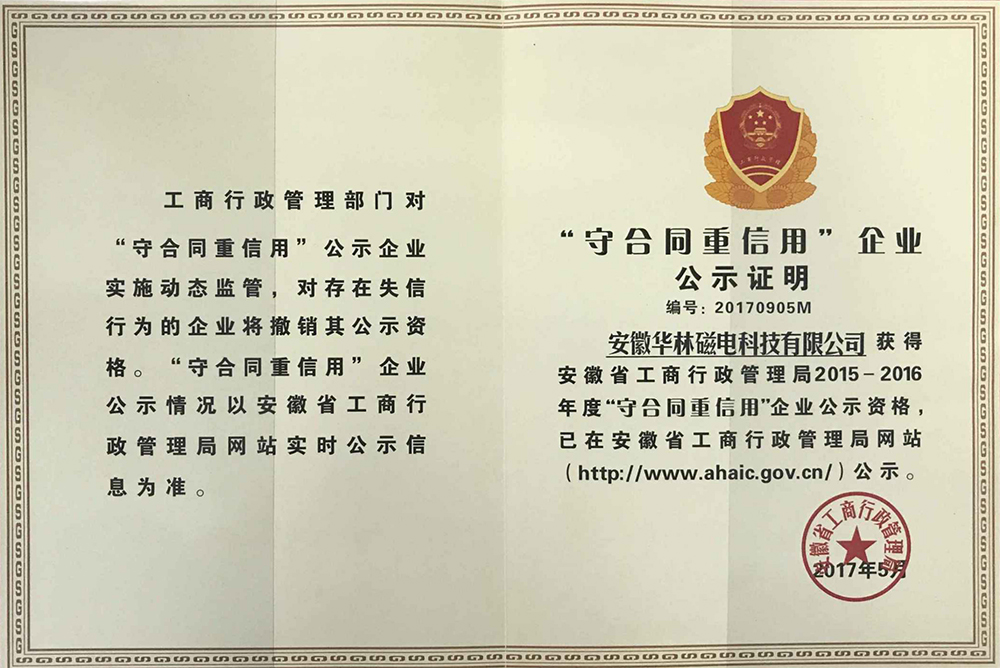 工商行政管理部门对
“守合同重信用”公示企业
实施动态监管，对存在失信
行为的企业将撤销其公示资
格。“守合同重信用”企业
公示情况以安徽省工商行
政管理局网站实时公示信
息为准。
“守合同重信用”企业
公示证明
编号：20170905M
安徽华林磁电科技有限公司获得
安徽省工商行政管理局2015-2016
年度“守合同重信用”企业公示资格，
已在安徽省工商行政管理局网站
（http://www.ahaic.gov.cn/）公示。
安徽省工商行政管理局
2017年5月